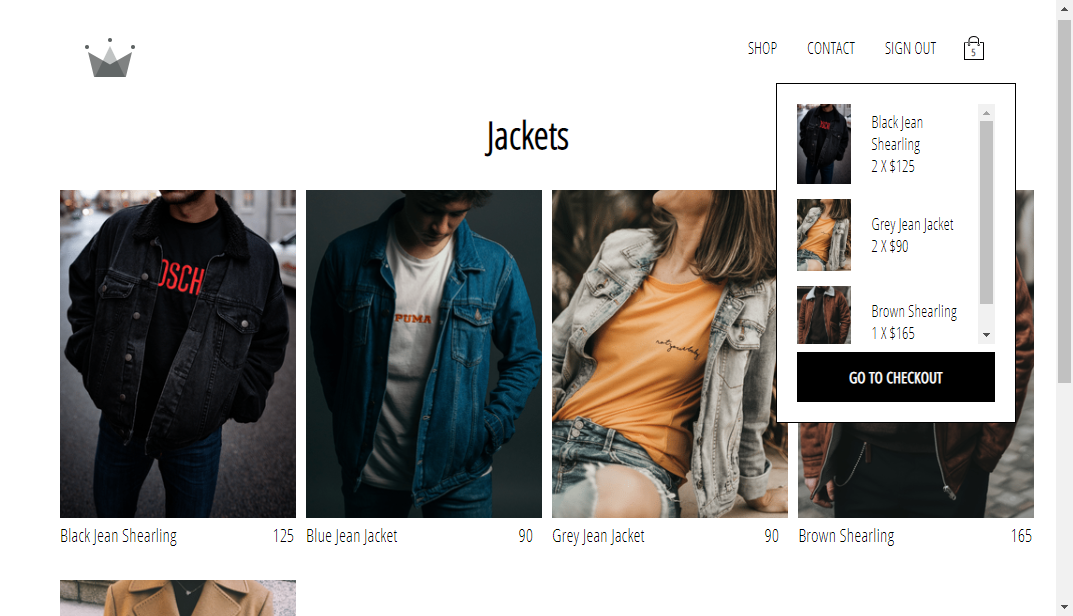 SHOP CONTACT SIGN OUT 5
Jackets
Black Jean
Shearling
2 X $125
Grey Jean Jacket
2 X $90
Brown Shearling
1 X $165
GO TO CHECKOUT
OSCH
PUMA
Black Jean Shearling 125
Blue Jean Jacket 90
Grey Jean Jacket 90
Brown Shearling 165